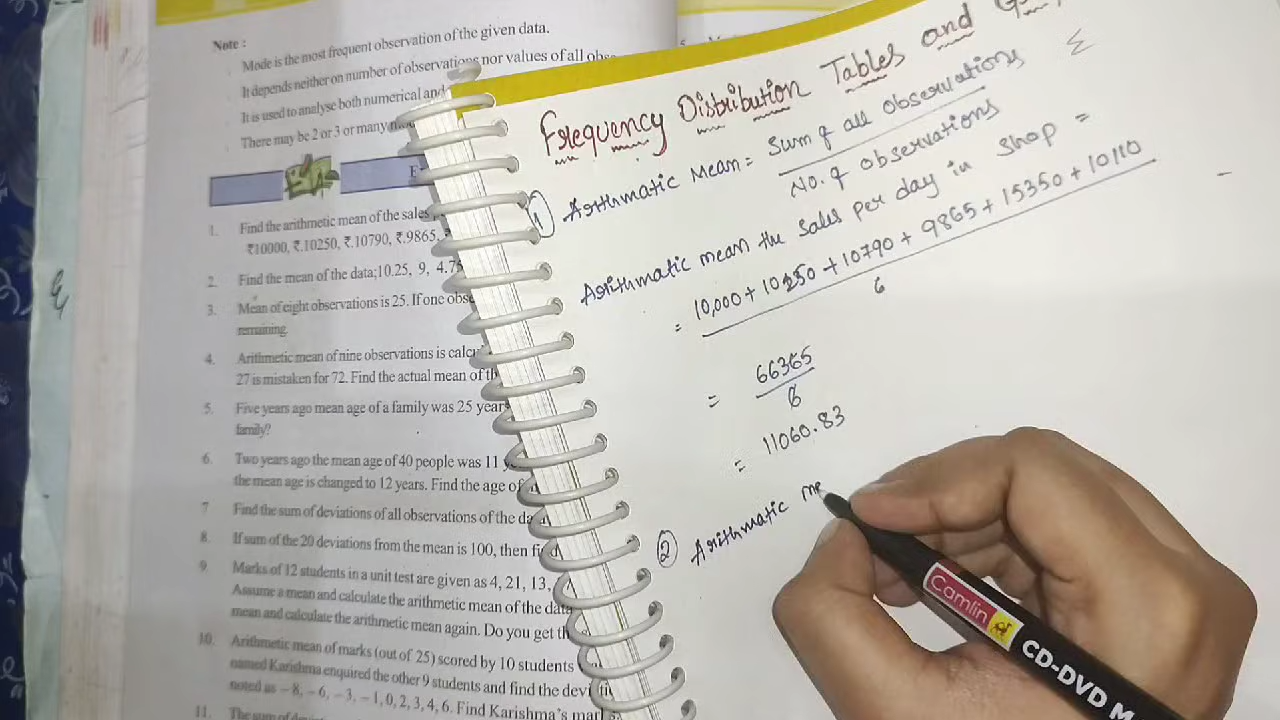 Note :
Mode is the most frequent observation of the given data.
It depends neither on number of observations nor values of all obse
It is used to analyse both numerical and
There may be 2 or 3 or many
1. Find the arithmetic mean of the sales
₹10000, ₹.10250, ₹.10790, ₹.9865,
2. Find the mean of the data;10.25, 9, 4.75
3. Mean of eight observations is 25. If one obse
remaining.
4. Arithmetic mean of nine observations is calcu
27 is mistaken for 72. Find the actual mean of th
5. Five years ago mean age of a family was 25 years
family?
6. Two years ago the mean age of 40 people was 11 y
the mean age is changed to 12 years. Find the age of
7 Find the sum of deviations of all observations of the da
8. If sum of the 20 deviations from the mean is 100, then fi
9 Marks of 12 students in a unit test are given as 4, 21, 13,
Assume a mean and calculate the arithmetic mean of the data
mean and calculate the arithmetic mean again. Do you get th
10. Arithmetic mean of marks (out of 25) scored by 10 students
named Karishma enquired the other 9 students and find the devi
noted as −8, −6, −3, −1, 0, 2, 3, 4, 6. Find Karishma's mark
11. The sum of
Frequency Distribution Tables and
① Arithmatic Mean = Sum of all observations
No. of observations
Arithmatic mean the sales per day in shop =
= 10,000 + 10250 + 10790 + 9865 + 15350 + 10110
6
= 66365
6
= 11060.83
② Arithmatic me
Camlin
CD-DVD M